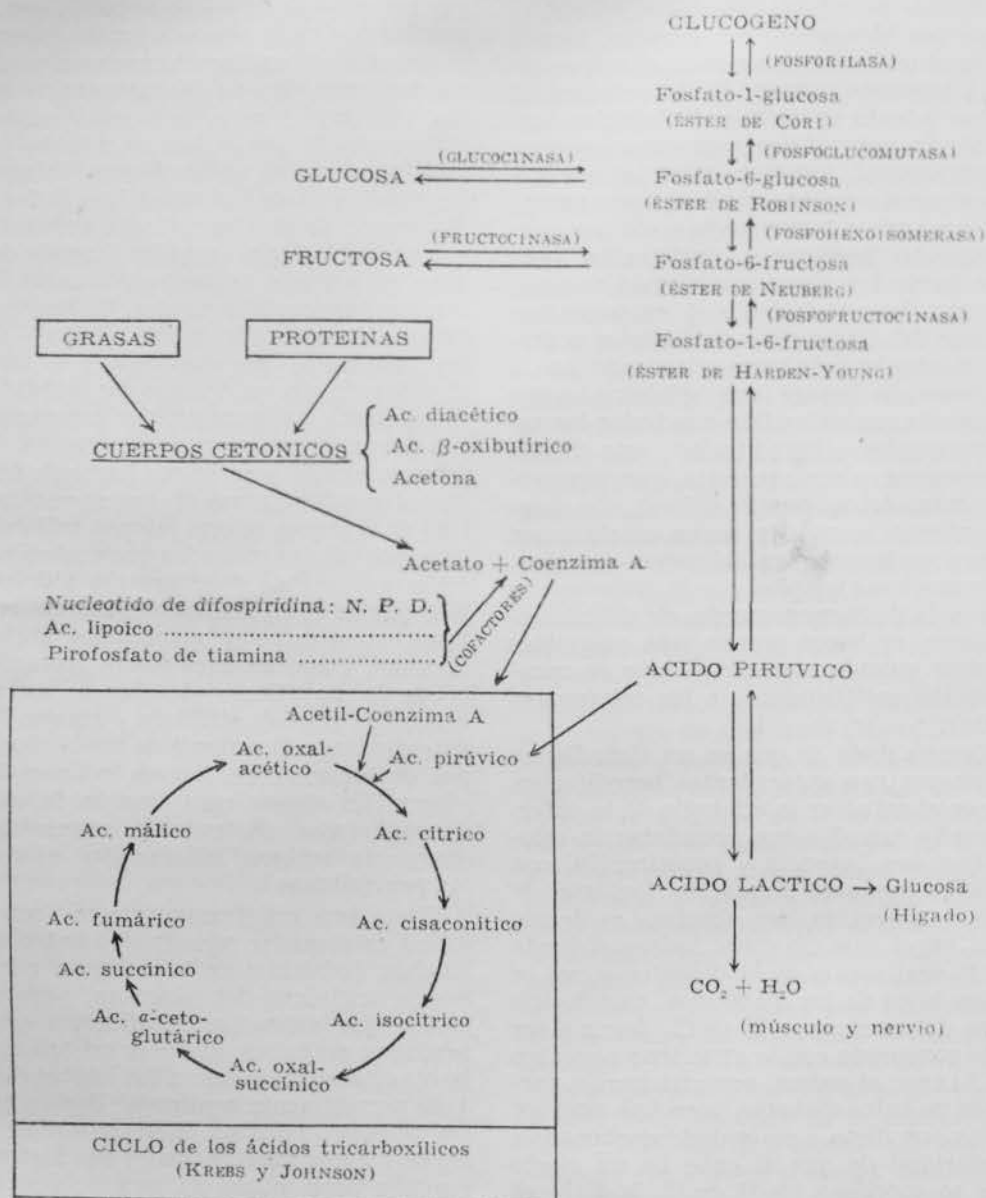 GLUCOGENO
(FOSFORILASA)
Fosfato-1-glucosa
(ÉSTER DE CORI)
(FOSFOGLUCOMUTASA)
(GLUCOCINASA)
GLUCOSA
Fosfato-6-glucosa
(ÉSTER DE ROBINSON)
(FOSFOHEXOISOMERASA)
(FRUCTOCINASA)
FRUCTOSA
Fosfato-6-fructosa
(ÉSTER DE NEUBERG)
(FOSFOFRUCTOCINASA)
Fosfato-1-6-fructosa
(ÉSTER DE HARDEN-YOUNG)
GRASAS
PROTEINAS
CUERPOS CETONICOS
Ac. diacético
Ac. β-oxibutírico
Acetona
Acetato + Coenzima A
Nucleotido de difospiridina: N. P. D.
Ac. lipoico
Pirofosfato de tiamina
(COFACTORES)
ACIDO PIRUVICO
Acetil-Coenzima A
Ac. pirúvico
Ac. oxal-
acético
Ac. cítrico
Ac. cisaconítico
Ac. isocítrico
Ac. oxal-
succínico
Ac. α-ceto-
glutárico
Ac. succínico
Ac. fumárico
Ac. málico
CICLO de los ácidos tricarboxílicos
(KREBS y JOHNSON)
ACIDO LACTICO → Glucosa
(Hígado)
CO₂ + H₂O
(músculo y nervio)